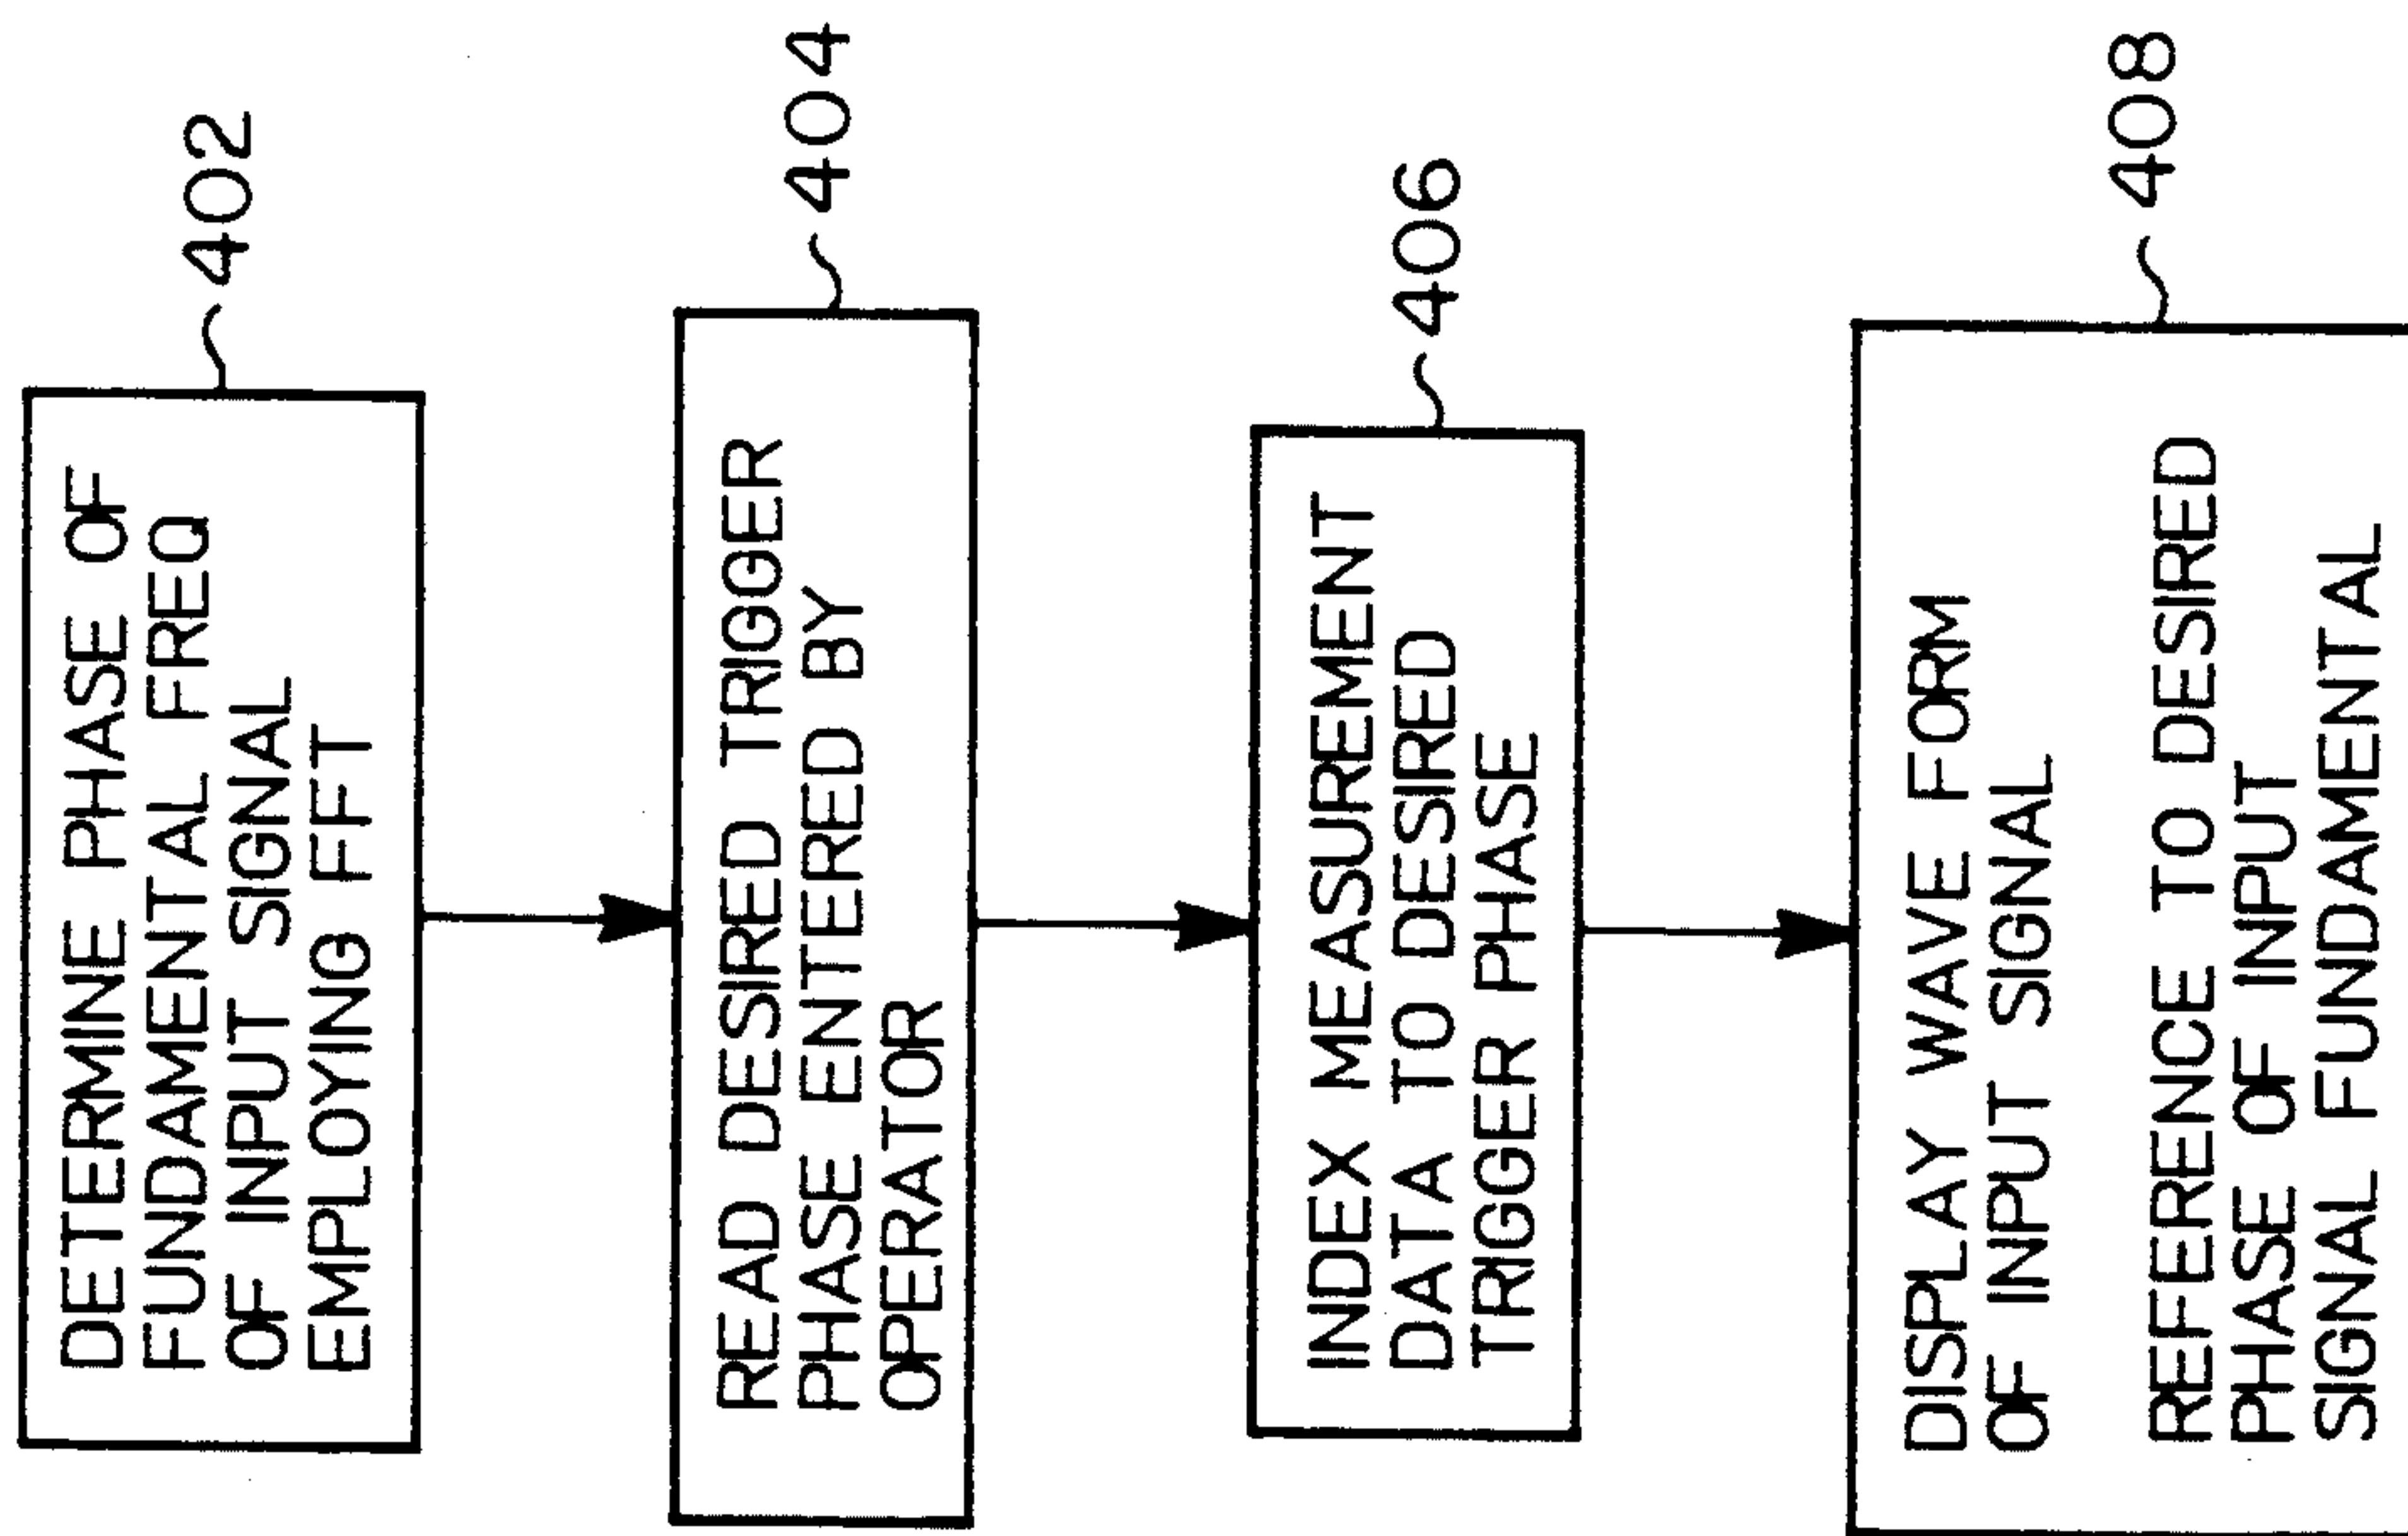 DETERMINE PHASE OF
FUNDAMENTAL FREQ
OF INPUT SIGNAL
EMPLOYING FFT
402
READ DESIRED TRIGGER
PHASE ENTERED BY
OPERATOR
404
INDEX MEASUREMENT
DATA TO DESIRED
TRIGGER PHASE
406
DISPLAY WAVE FORM
OF INPUT SIGNAL
REFERENCE TO DESIRED
PHASE OF INPUT
SIGNAL FUNDAMENTAL
408